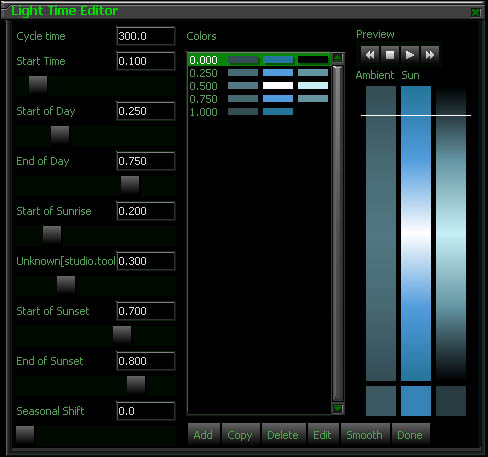 Light Time Editor
Cycle time 300.0
Start Time 0.100
Start of Day 0.250
End of Day 0.750
Start of Sunrise 0.200
Unknown[studio.tool 0.300
Start of Sunset 0.700
End of Sunset 0.800
Seasonal Shift 0.0
Colors
0.000
0.250
0.500
0.750
1.000
Add Copy Delete Edit Smooth Done
Preview
Ambient Sun